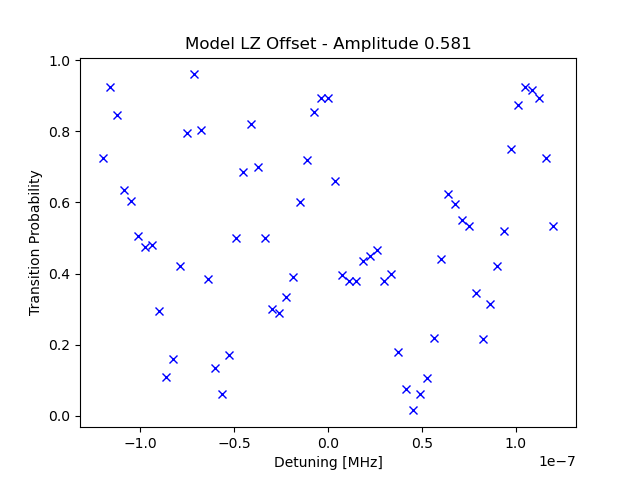 Model LZ Offset - Amplitude 0.581
Transition Probability
1.0
0.8
0.6
0.4
0.2
0.0
−1.0 −0.5 0.0 0.5 1.0
1e−7
Detuning [MHz]